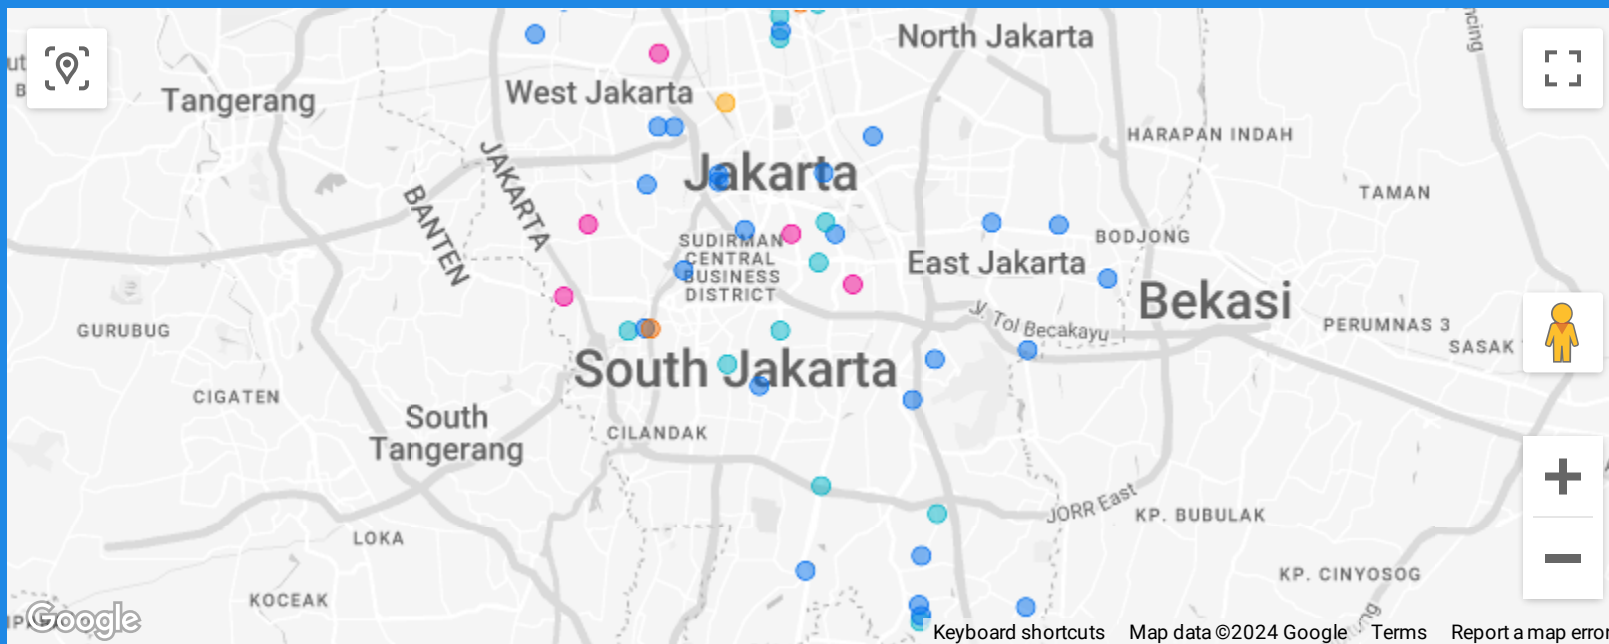 North Jakarta
West Jakarta
Tangerang
HARAPAN INDAH
JAKARTA
BANTEN
Jakarta
TAMAN
BODJONG
SUDIRMAN
CENTRAL
BUSINESS
DISTRICT
East Jakarta
Bekasi
Jl. Tol Becakayu
GURUBUG
PERUMNAS 3
SASAK
South Jakarta
CIGATEN
South
Tangerang
CILANDAK
JORR East
KP. BUBULAK
LOKA
KP. CINYOSOG
KOCEAK
Google
Keyboard shortcuts
Map data ©2024 Google
Terms
Report a map error